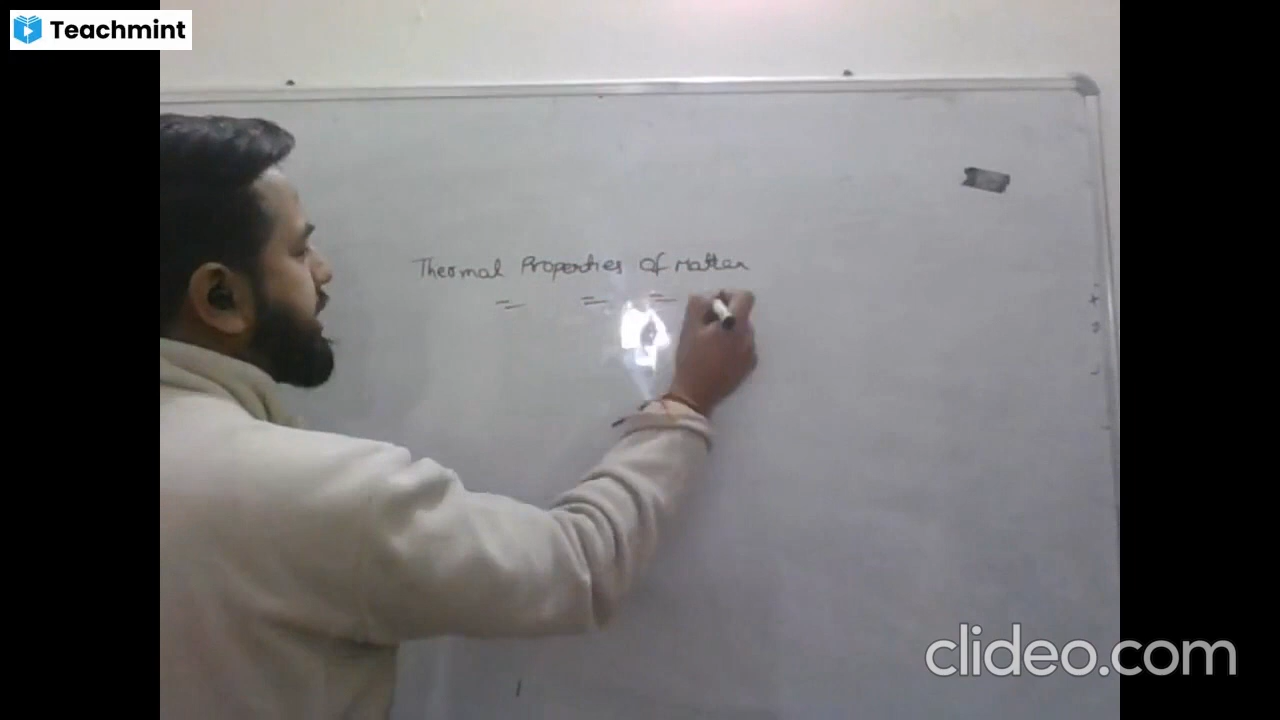 Teachmint
Thermal Properties of Matter
clideo.com